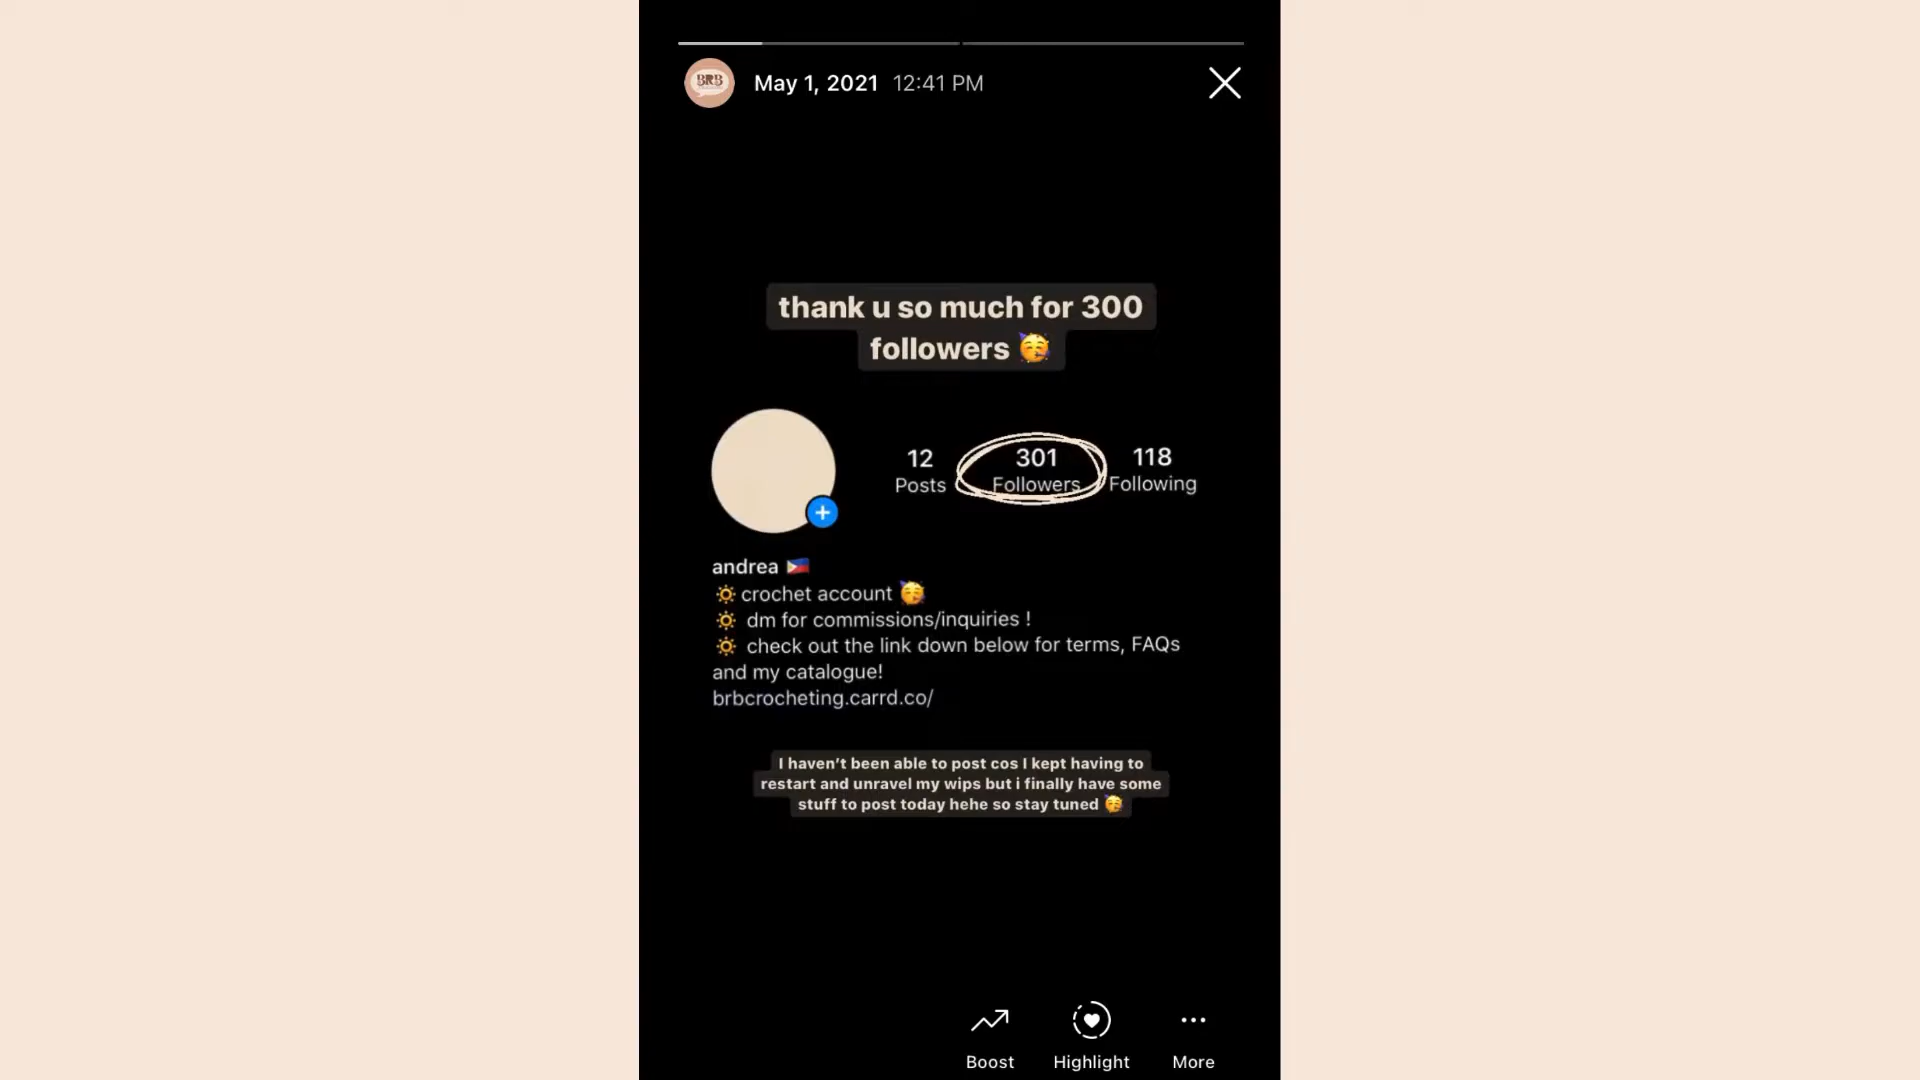 BRB
May 1, 2021 12:41 PM
thank u so much for 300
followers 🥳
12 301 118
Posts Followers Following
andrea 🇵🇭
🔅 crochet account 🥳
🔅 dm for commissions/inquiries !
🔅 check out the link down below for terms, FAQs
and my catalogue!
brbcrocheting.carrd.co/
I haven't been able to post cos I kept having to
restart and unravel my wips but i finally have some
stuff to post today hehe so stay tuned 🥳
Boost Highlight More